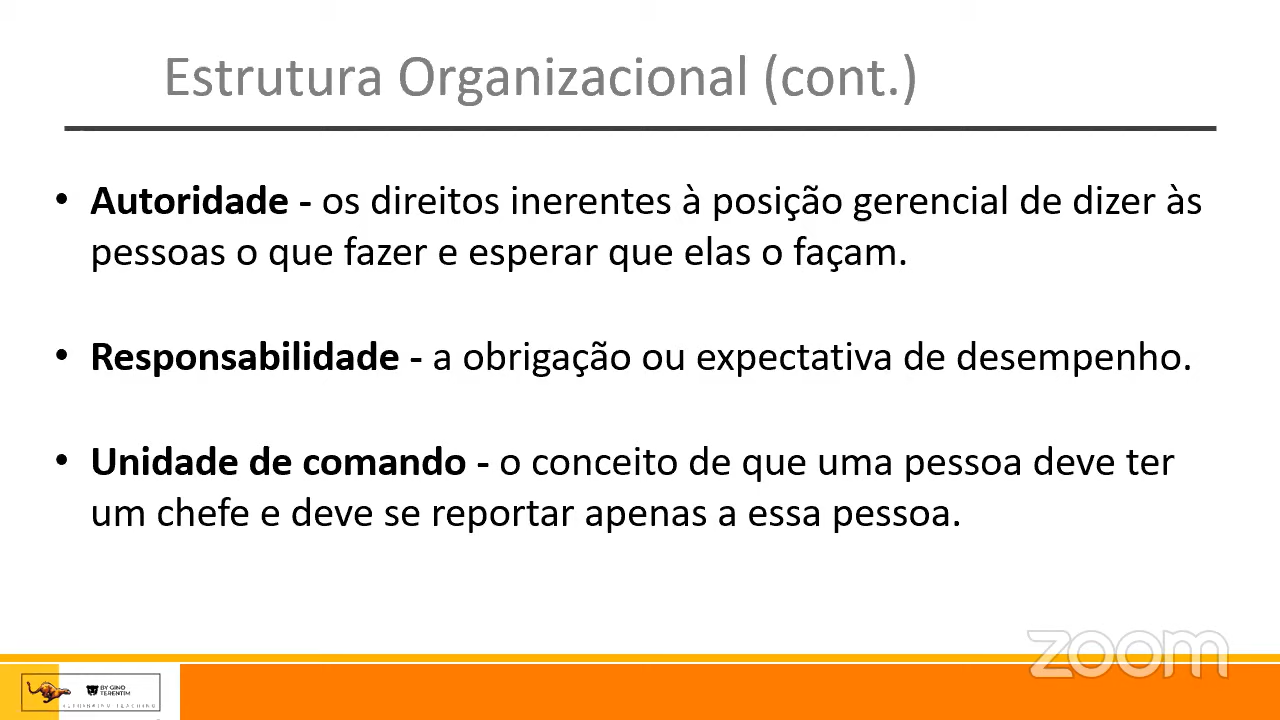 Estrutura Organizacional (cont.)
• Autoridade - os direitos inerentes à posição gerencial de dizer às
pessoas o que fazer e esperar que elas o façam.
• Responsabilidade - a obrigação ou expectativa de desempenho.
• Unidade de comando - o conceito de que uma pessoa deve ter
um chefe e deve se reportar apenas a essa pessoa.
zoom
BY GINO
TERENTIM